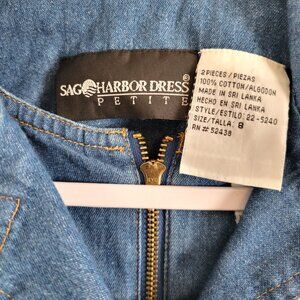 SAG HARBOR DRESS®
PETITE
2 PIECES/PIEZAS
100% COTTON/ALGODON
MADE IN SRI LANKA
HECHO EN SRI LANKA
STYLE/ESTILO: 22-5240
SIZE/TALLA: 8
RN# 52438